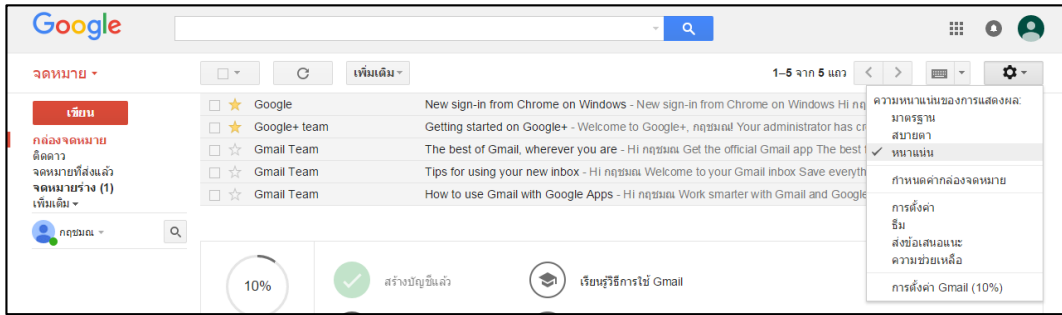 Google
จดหมาย
เพิ่มเติม
1–5 จาก 5 แถว
เขียน
กล่องจดหมาย
ติดดาว
จดหมายที่ส่งแล้ว
จดหมายร่าง (1)
เพิ่มเติม
กฤชมณ
Google New sign-in from Chrome on Windows - New sign-in from Chrome on Windows Hi กฤ
Google+ team Getting started on Google+ - Welcome to Google+, กฤชมณ! Your administrator has cr
Gmail Team The best of Gmail, wherever you are - Hi กฤชมณ Get the official Gmail app The best
Gmail Team Tips for using your new inbox - Hi กฤชมณ Welcome to your Gmail inbox Save everyth
Gmail Team How to use Gmail with Google Apps - Hi กฤชมณ Work smarter with Gmail and Google
ความหนาแน่นของการแสดงผล:
มาตรฐาน
สบายตา
หนาแน่น
กำหนดค่ากล่องจดหมาย
การตั้งค่า
ธีม
ส่งข้อเสนอแนะ
ความช่วยเหลือ
การตั้งค่า Gmail (10%)
10%
สร้างบัญชีแล้ว
เรียนรู้วิธีการใช้ Gmail